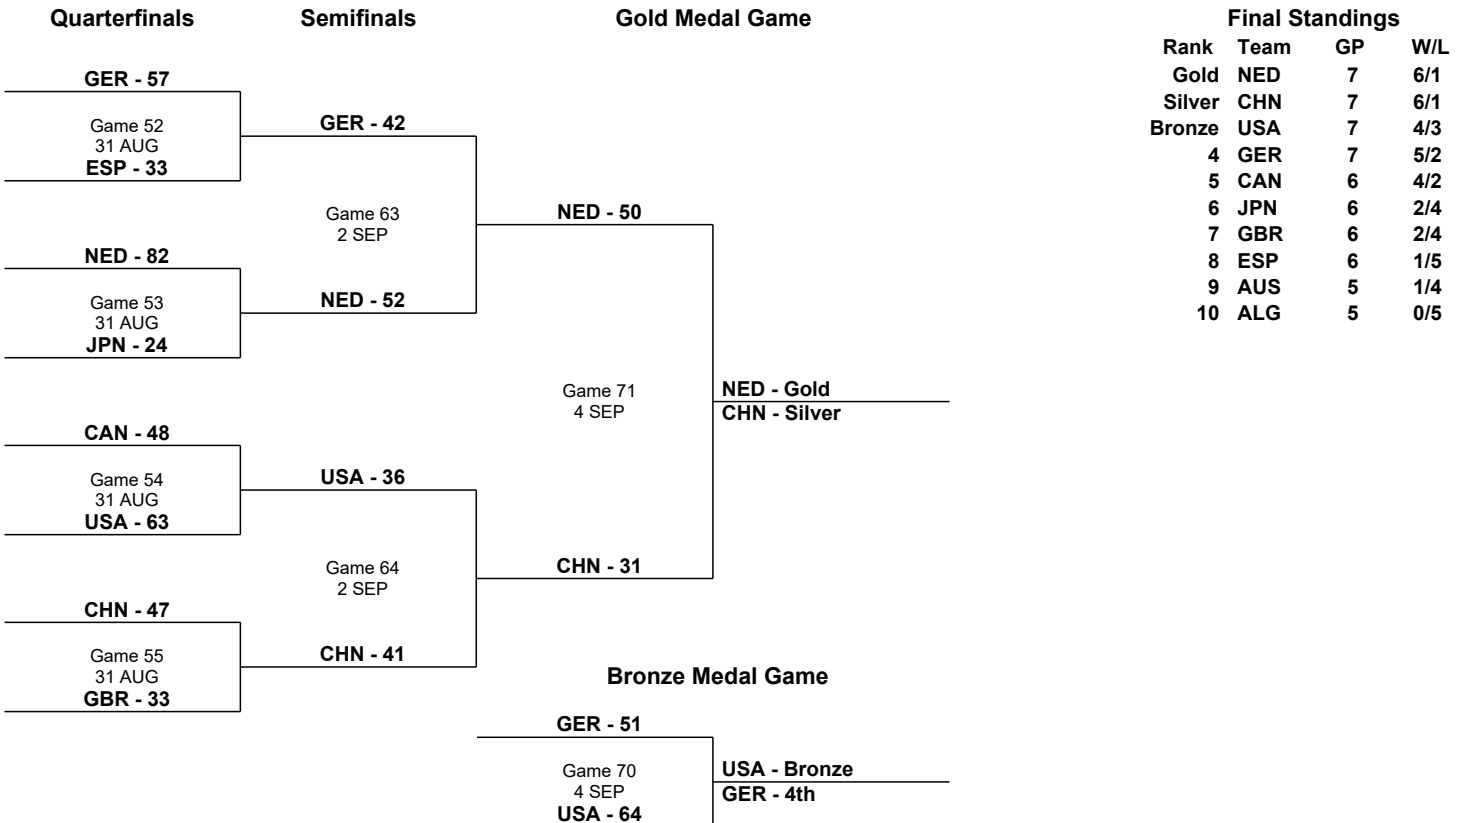 Quarterfinals
Semifinals
Gold Medal Game
Final Standings
Rank Team GP W/L
Gold NED 7 6/1
Silver CHN 7 6/1
Bronze USA 7 4/3
4 GER 7 5/2
5 CAN 6 4/2
6 JPN 6 2/4
7 GBR 6 2/4
8 ESP 6 1/5
9 AUS 5 1/4
10 ALG 5 0/5
GER - 57
Game 52
31 AUG
ESP - 33
NED - 82
Game 53
31 AUG
JPN - 24
CAN - 48
Game 54
31 AUG
USA - 63
CHN - 47
Game 55
31 AUG
GBR - 33
GER - 42
Game 63
2 SEP
NED - 52
USA - 36
Game 64
2 SEP
CHN - 41
NED - 50
Game 71
4 SEP
CHN - 31
NED - Gold
CHN - Silver
Bronze Medal Game
GER - 51
Game 70
4 SEP
USA - 64
USA - Bronze
GER - 4th